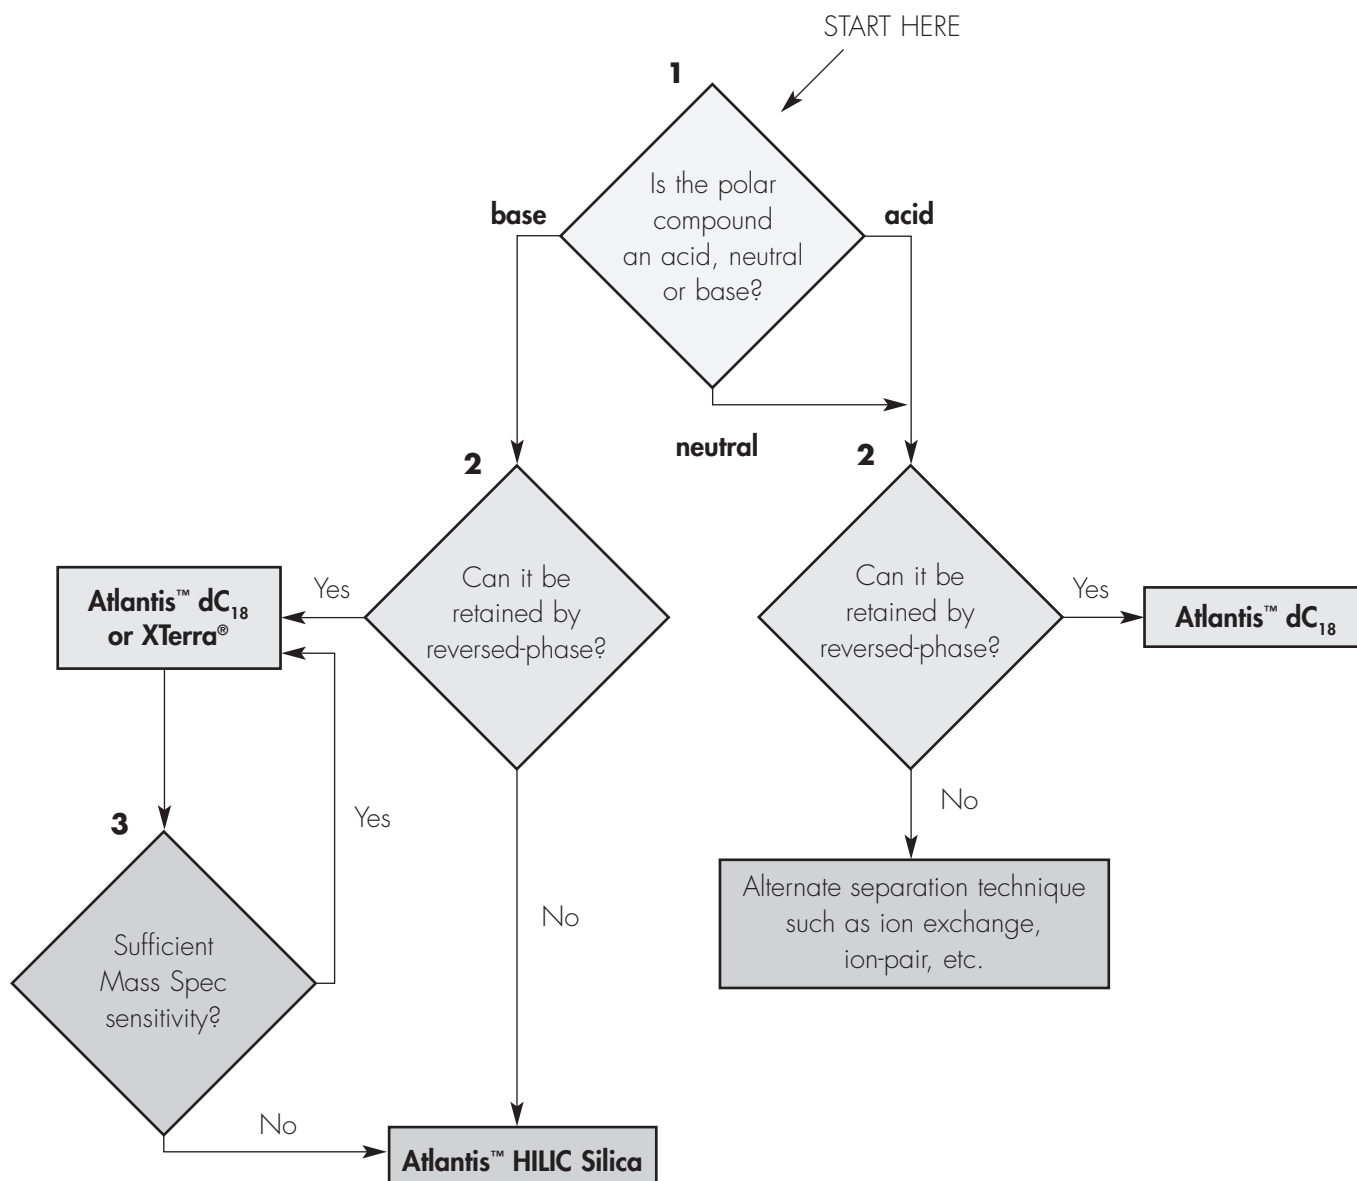 START HERE
1
Is the polar
compound
an acid, neutral
or base?
base
acid
neutral
2
Can it be
retained by
reversed-phase?
Yes
Atlantis™ dC₁₈
or XTerra®
No
2
Can it be
retained by
reversed-phase?
Yes
Atlantis™ dC₁₈
No
Alternate separation technique
such as ion exchange,
ion-pair, etc.
3
Sufficient
Mass Spec
sensitivity?
Yes
No
Atlantis™ HILIC Silica